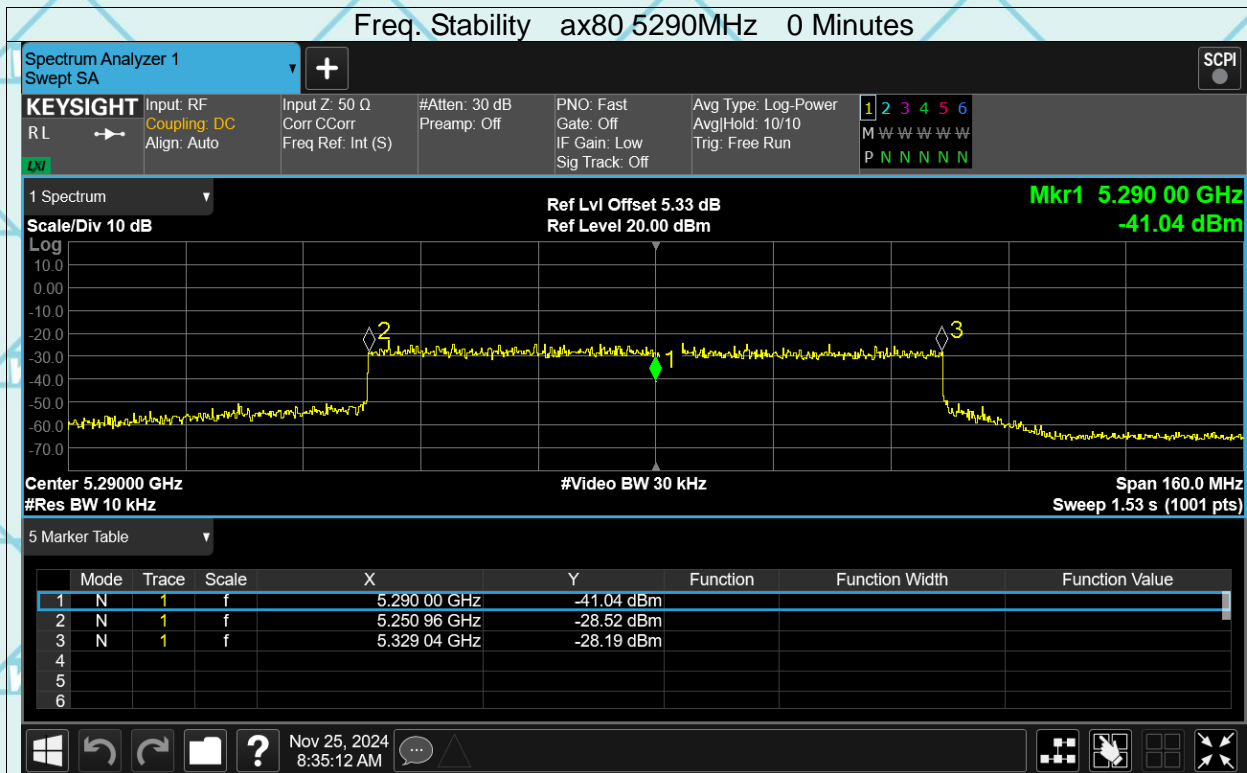 Freq. Stability ax80 5290MHz 0 Minutes
Spectrum Analyzer 1
Swept SA
+
SCPI
KEYSIGHT
RL
LXI
Input: RF
Coupling: DC
Align: Auto
Input Z: 50 Ω
Corr CCorr
Freq Ref: Int (S)
#Atten: 30 dB
Preamp: Off
PNO: Fast
Gate: Off
IF Gain: Low
Sig Track: Off
Avg Type: Log-Power
Avg|Hold: 10/10
Trig: Free Run
1 2 3 4 5 6
M W W W W W
P N N N N N
1 Spectrum
Scale/Div 10 dB
Ref Lvl Offset 5.33 dB
Ref Level 20.00 dBm
Mkr1 5.290 00 GHz
-41.04 dBm
Log
10.0
0.00
-10.0
-20.0
-30.0
-40.0
-50.0
-60.0
-70.0
2
1
3
Center 5.29000 GHz
#Res BW 10 kHz
#Video BW 30 kHz
Span 160.0 MHz
Sweep 1.53 s (1001 pts)
5 Marker Table
Mode Trace Scale X Y Function Function Width Function Value
1 N 1 f 5.290 00 GHz -41.04 dBm
2 N 1 f 5.250 96 GHz -28.52 dBm
3 N 1 f 5.329 04 GHz -28.19 dBm
4
5
6
?
Nov 25, 2024
8:35:12 AM